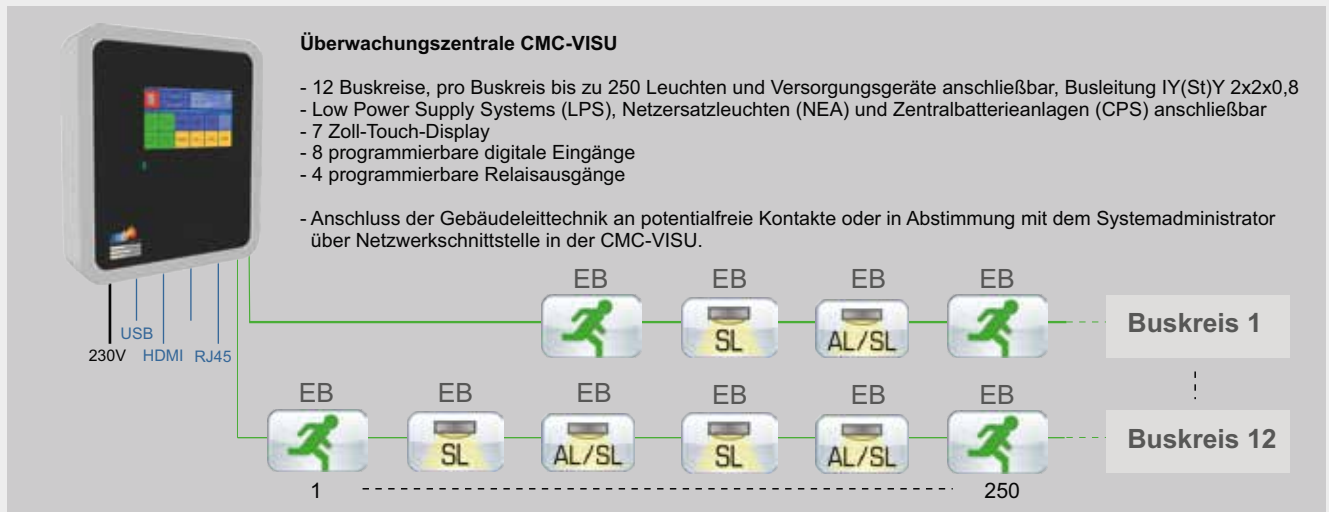 Überwachungszentrale CMC-VISU
- 12 Buskreise, pro Buskreis bis zu 250 Leuchten und Versorgungsgeräte anschließbar, Busleitung IY(St)Y 2x2x0,8
- Low Power Supply Systems (LPS), Netzersatzleuchten (NEA) und Zentralbatterieanlagen (CPS) anschließbar
- 7 Zoll-Touch-Display
- 8 programmierbare digitale Eingänge
- 4 programmierbare Relaisausgänge
- Anschluss der Gebäudeleittechnik an potentialfreie Kontakte oder in Abstimmung mit dem Systemadministrator
über Netzwerkschnittstelle in der CMC-VISU.
EB EB EB EB
SL AL/SL
Buskreis 1
USB
230V HDMI RJ45
EB EB EB EB EB EB
SL AL/SL SL AL/SL
Buskreis 12
1 250